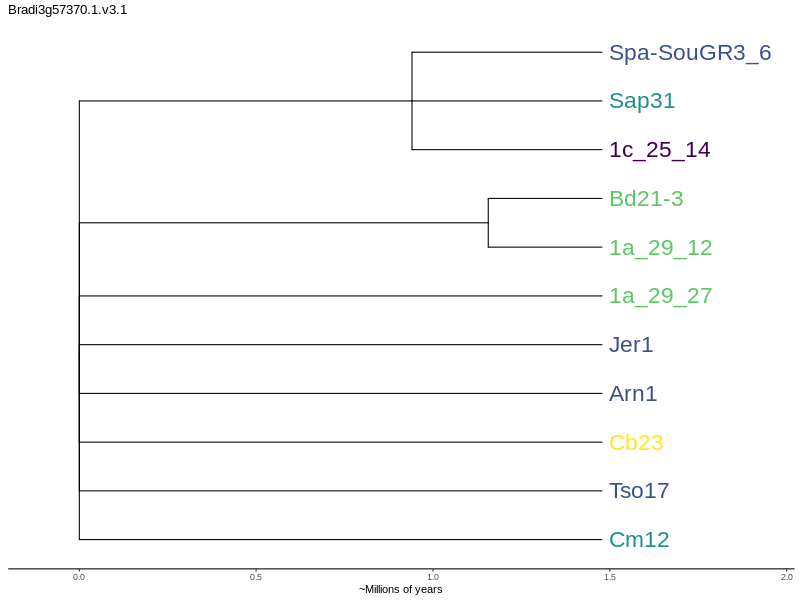 Bradi3g57370.1.v3.1
Spa-SouGR3_6
Sap31
1c_25_14
Bd21-3
1a_29_12
1a_29_27
Jer1
Arn1
Cb23
Tso17
Cm12
0.0 0.5 1.0 1.5 2.0
~Millions of years